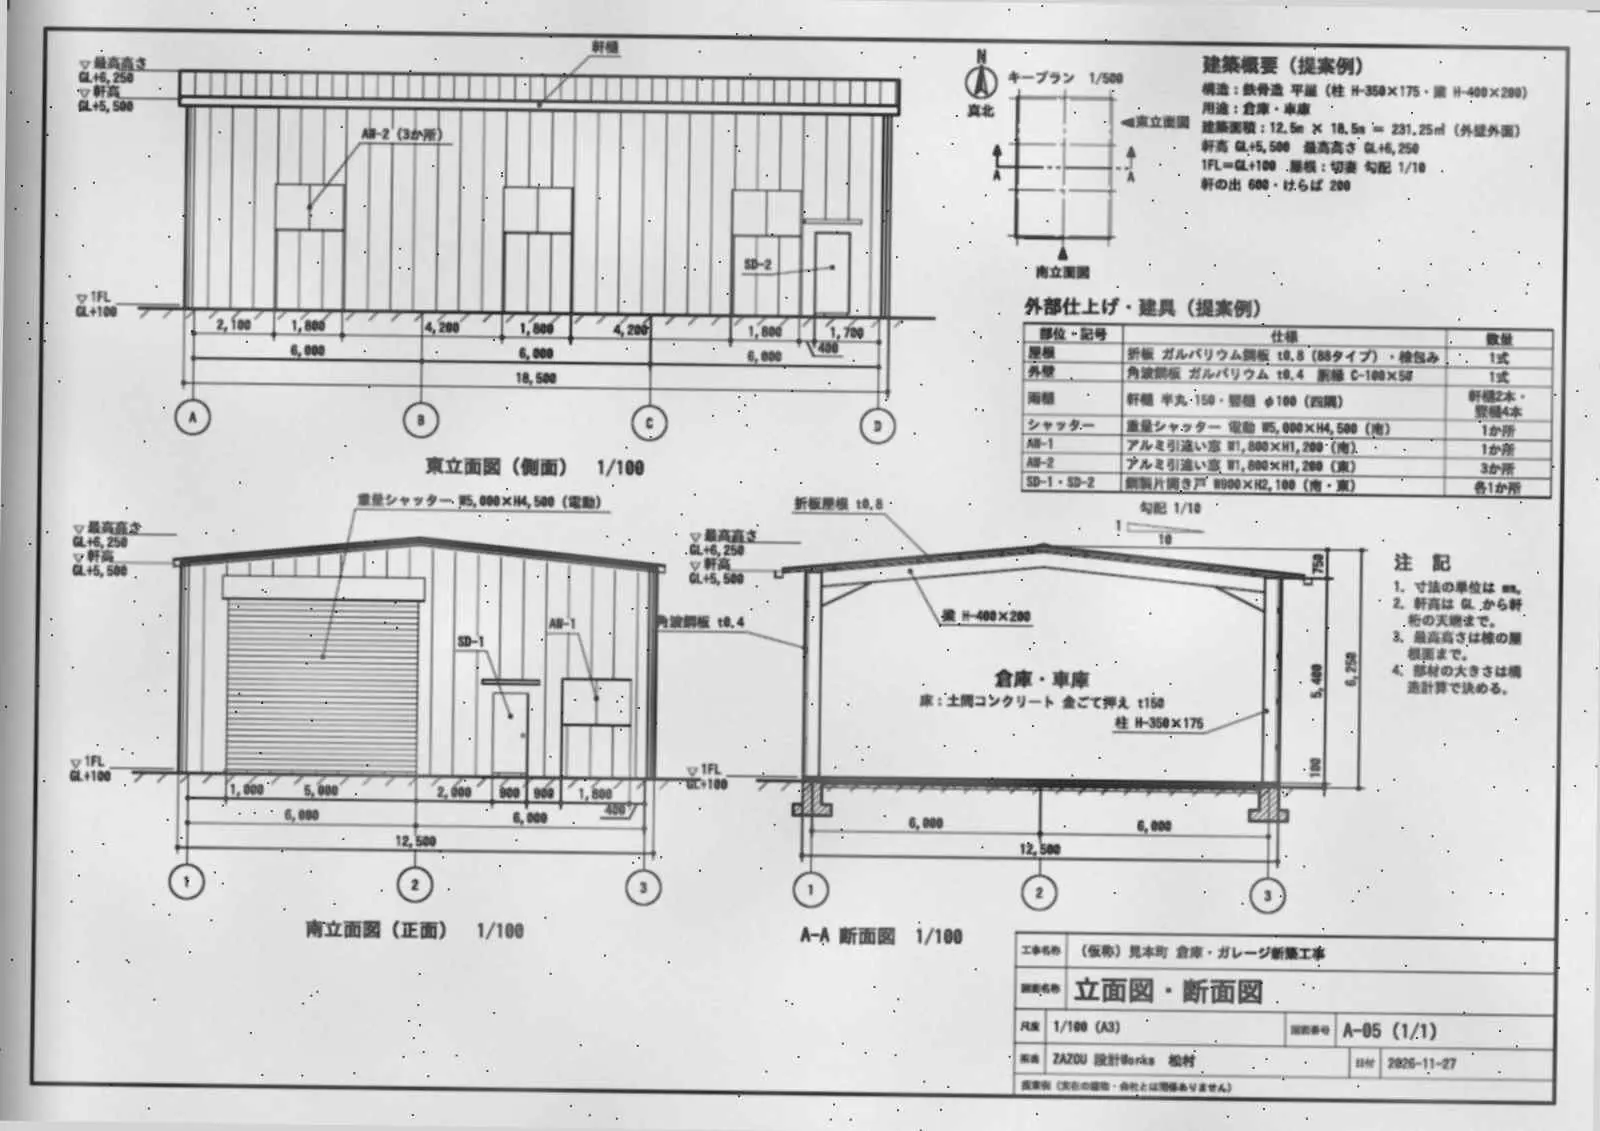 軒樋
▽最高高さ
GL+6,250
▽軒高
GL+5,500
AW-2 (3か所)
SD-2
▽1FL
GL+100
2,100 1,800 4,200 1,800 4,200 1,800 400 1,700
6,000 6,000 6,000
18,500
A B C D
東立面図 (側面) 1/100
N
真北
キープラン 1/500
東立面図
A A
南立面図
建築概要 (提案例)
構造：鉄骨造 平屋 (柱 H-350×175・梁 H-400×200)
用途：倉庫・車庫
建築面積：12.5m × 18.5m = 231.25㎡ (外壁外面)
軒高 GL+5,500 最高高さ GL+6,250
1FL=GL+100 屋根：切妻 勾配 1/10
軒の出 600・けらば 200
外部仕上げ・建具 (提案例)
部位・記号 仕様 数量
屋根 折板 ガルバリウム鋼板 t0.8 (88タイプ)・棟包み 1式
外壁 角波鋼板 ガルバリウム t0.4 胴縁 C-100×50 1式
雨樋 軒樋 半丸 150・竪樋 φ100 (四隅) 軒樋2本・
竪樋4本
シャッター 重量シャッター 電動 W5,000×H4,500 (南) 1か所
AW-1 アルミ引違い窓 W1,800×H1,200 (南) 1か所
AW-2 アルミ引違い窓 W1,800×H1,200 (東) 3か所
SD-1・SD-2 鋼製片開き戸 W900×H2,100 (南・東) 各1か所
重量シャッター W5,000×H4,500 (電動)
▽最高高さ
GL+6,250
▽軒高
GL+5,500
SD-1
AW-1
▽1FL
GL+100
1,000 5,000 2,000 900 900 1,800 400
6,000 6,000
12,500
1 2 3
南立面図 (正面) 1/100
折板屋根 t0.8
勾配 1/10
1
10
▽最高高さ
GL+6,250
▽軒高
GL+5,500
角波鋼板 t0.4
梁 H-400×200
倉庫・車庫
床：土間コンクリート 金ごて押え t150
柱 H-350×175
750
5,400
100
6,250
▽1FL
GL+100
6,000 6,000
12,500
1 2 3
A-A 断面図 1/100
注 記
1. 寸法の単位は mm。
2. 軒高は GL から軒
桁の天端まで。
3. 最高高さは棟の屋
根面まで。
4. 部材の大きさは構
造計算で決める。
工事名称 (仮称) 見本町 倉庫・ガレージ新築工事
図面名称 立面図・断面図
尺度 1/100 (A3) 図面番号 A-05 (1/1)
ZAZOU 設計Works 松村 日付 2026-11-27
提案例 (実在の建物・会社とは関係ありません)